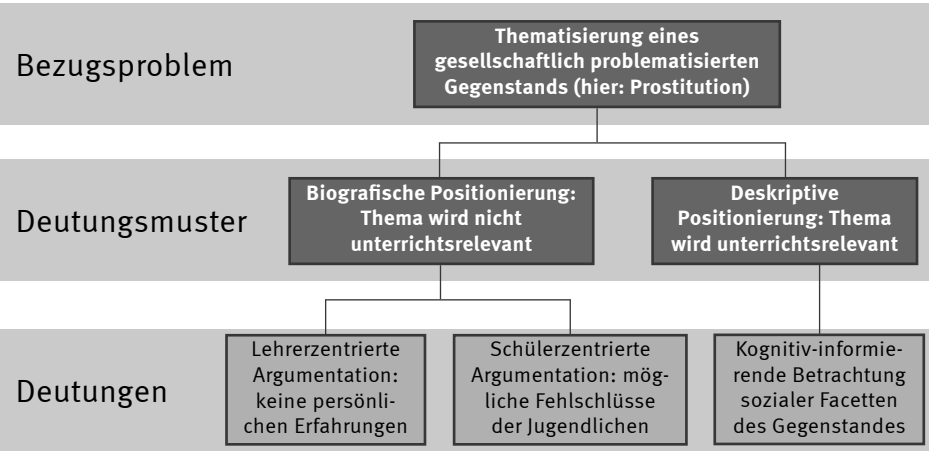 Bezugsproblem
Thematisierung eines
gesellschaftlich problematisierten
Gegenstands (hier: Prostitution)
Deutungsmuster
Biografische Positionierung:
Thema wird nicht
unterrichtsrelevant
Deskriptive
Positionierung: Thema
wird unterrichtsrelevant
Deutungen
Lehrerzentrierte
Argumentation:
keine persönli-
chen Erfahrungen
Schülerzentrierte
Argumentation: mög-
liche Fehlschlüsse
der Jugendlichen
Kognitiv-informie-
rende Betrachtung
sozialer Facetten
des Gegenstandes